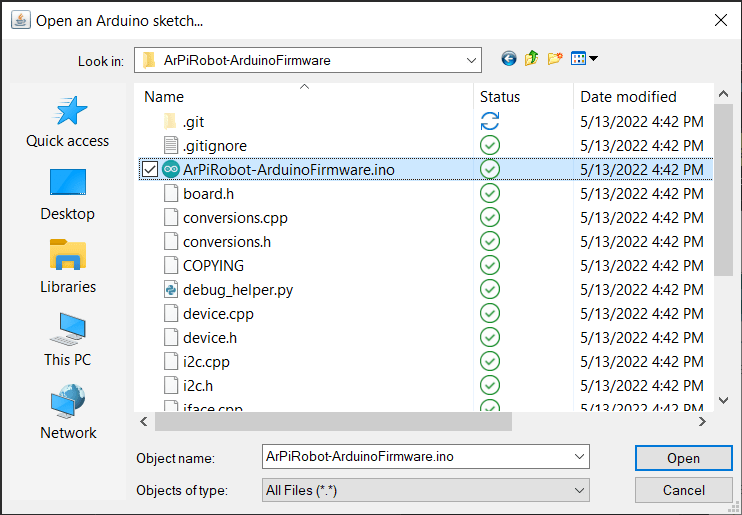 Open an Arduino sketch...
Look in: ArPiRobot-ArduinoFirmware
Name Status Date modified
Quick access
Desktop
Libraries
This PC
Network
.git 5/13/2022 4:42 PM
.gitignore 5/13/2022 4:42 PM
ArPiRobot-ArduinoFirmware.ino 5/13/2022 4:42 PM
board.h 5/13/2022 4:42 PM
conversions.cpp 5/13/2022 4:42 PM
conversions.h 5/13/2022 4:42 PM
COPYING 5/13/2022 4:42 PM
debug_helper.py 5/13/2022 4:42 PM
device.cpp 5/13/2022 4:42 PM
device.h 5/13/2022 4:42 PM
i2c.cpp 5/13/2022 4:42 PM
i2c.h 5/13/2022 4:42 PM
iface.cpp 5/13/2022 4:42 PM
Object name: ArPiRobot-ArduinoFirmware.ino Open
Objects of type: All Files (*.*) Cancel